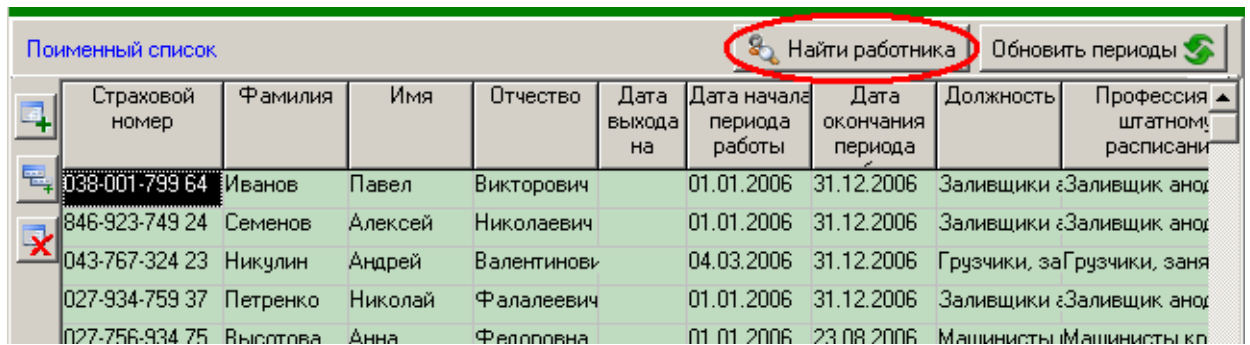 Поименный список Найти работника Обновить периоды
Страховой номер Фамилия Имя Отчество Дата выхода на Дата начала периода работы Дата окончания периода Должность Профессия штатному расписани
038-001-799 64 Иванов Павел Викторович 01.01.2006 31.12.2006 Заливщики Заливщик анод
846-923-749 24 Семенов Алексей Николаевич 01.01.2006 31.12.2006 Заливщики Заливщик анод
043-767-324 23 Никулин Андрей Валентинови 04.03.2006 31.12.2006 Грузчики, за Грузчики, заня
027-934-759 37 Петренко Николай Фалалеевич 01.01.2006 31.12.2006 Заливщики Заливщик анод
027-756-934 75 Высотова Анна Федоровна 01.01.2006 23.08.2006 Машинисты Машинисты кр